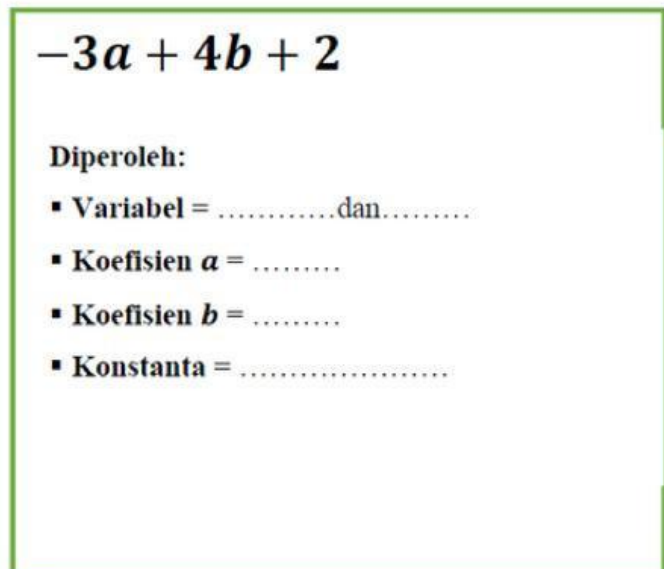 −3a + 4b + 2
Diperoleh:
▪ Variabel = ............dan.........
▪ Koefisien a = .........
▪ Koefisien b = .........
▪ Konstanta = .....................